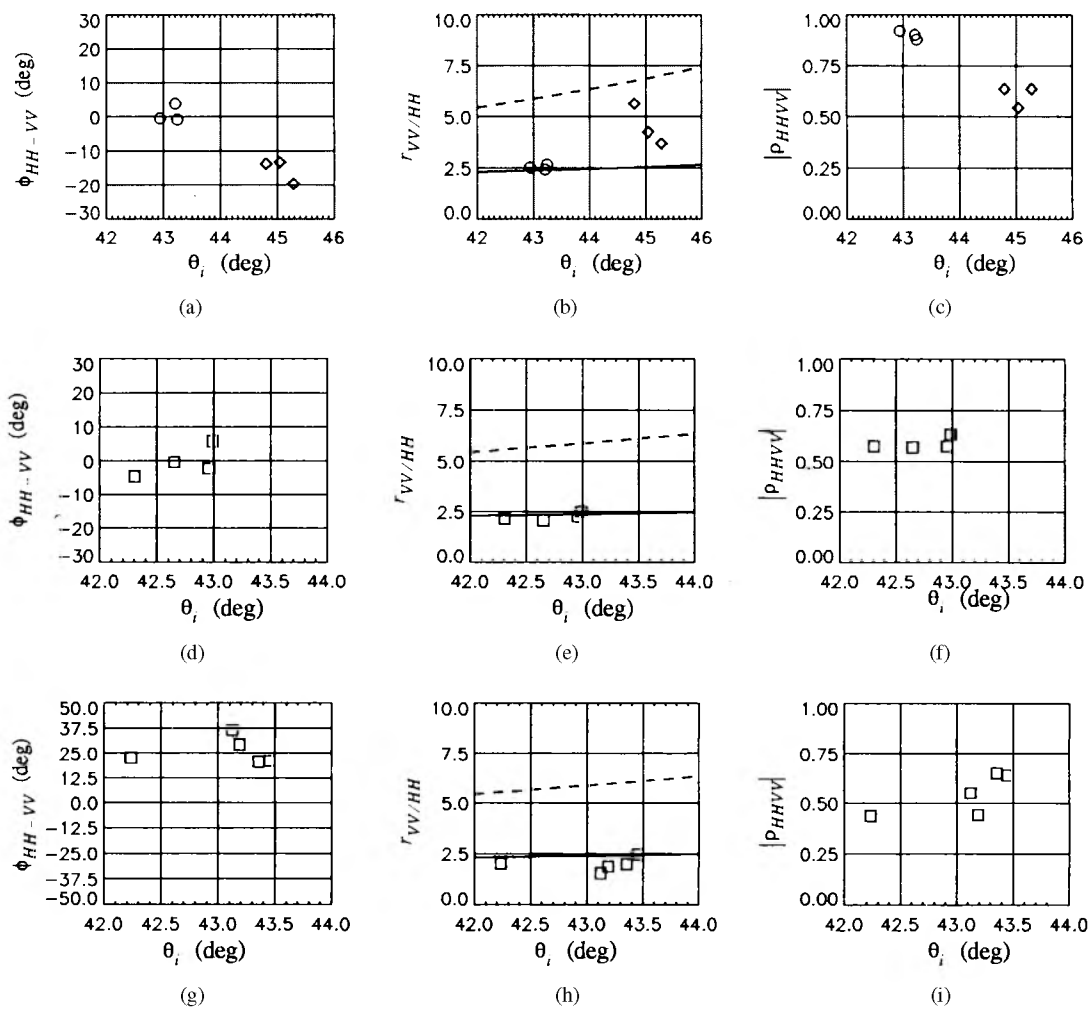 ϕHH - VV (deg)
30
20
10
0
-10
-20
-30
42 43 44 45 46
θi (deg)
(a)
rVV/HH
10.0
7.5
5.0
2.5
0.0
42 43 44 45 46
θi (deg)
(b)
|ρHHVV|
1.00
0.75
0.50
0.25
0.00
42 43 44 45 46
θi (deg)
(c)
ϕHH - VV (deg)
30
20
10
0
-10
-20
-30
42.0 42.5 43.0 43.5 44.0
θi (deg)
(d)
rVV/HH
10.0
7.5
5.0
2.5
0.0
42.0 42.5 43.0 43.5 44.0
θi (deg)
(e)
|ρHHVV|
1.00
0.75
0.50
0.25
0.00
42.0 42.5 43.0 43.5 44.0
θi (deg)
(f)
ϕHH - VV (deg)
50.0
37.5
25.0
12.5
0.0
-12.5
-25.0
-37.5
-50.0
42.0 42.5 43.0 43.5 44.0
θi (deg)
(g)
rVV/HH
10.0
7.5
5.0
2.5
0.0
42.0 42.5 43.0 43.5 44.0
θi (deg)
(h)
|ρHHVV|
1.00
0.75
0.50
0.25
0.00
42.0 42.5 43.0 43.5 44.0
θi (deg)
(i)